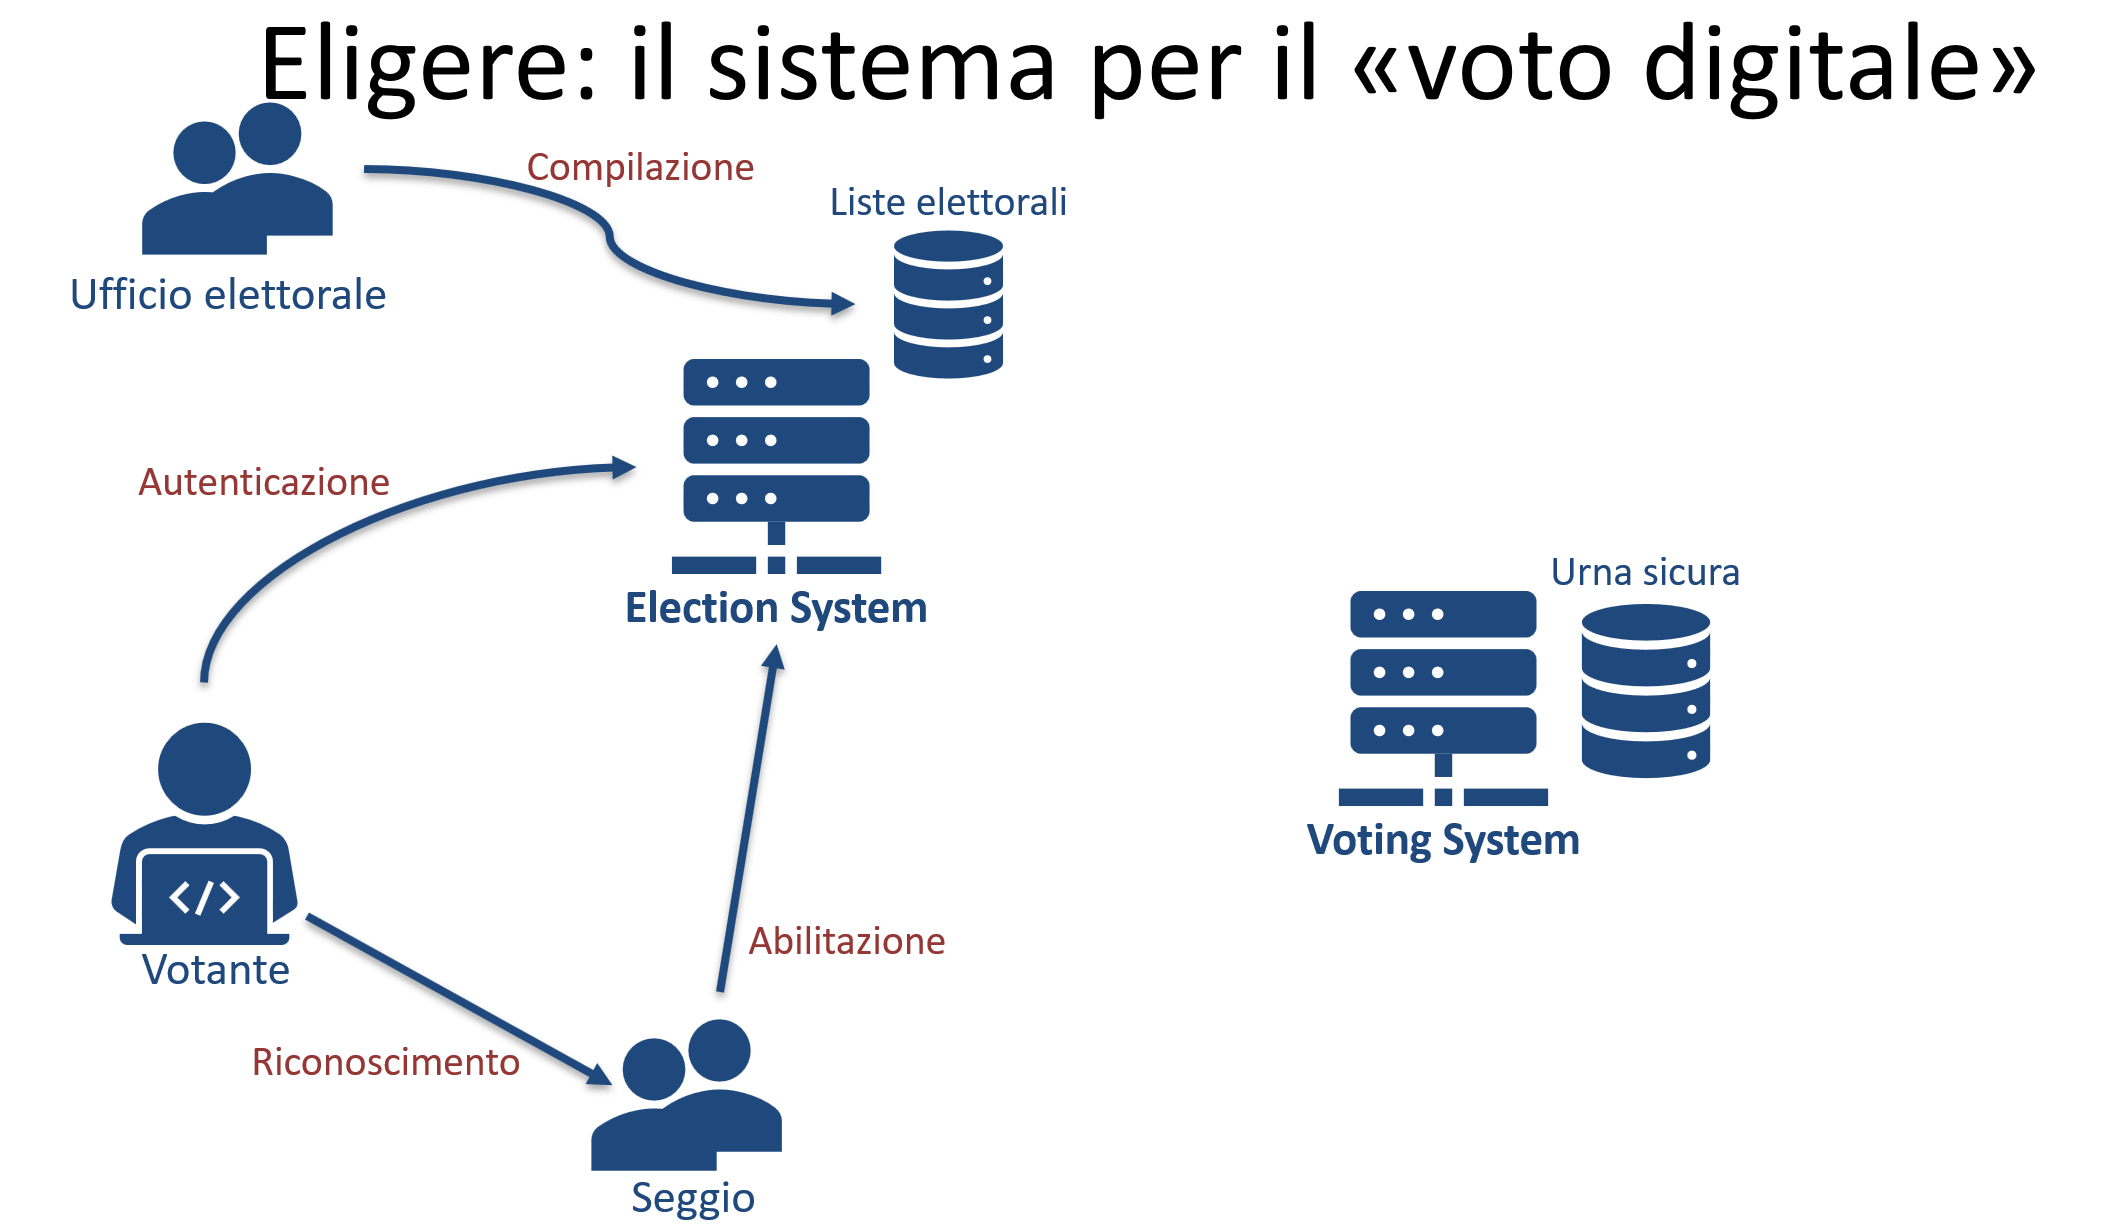 Eligere: il sistema per il «voto digitale»
Compilazione
Liste elettorali
Ufficio elettorale
Autenticazione
Election System
Urna sicura
Voting System
Abilitazione
Votante
</>
Riconoscimento
Seggio